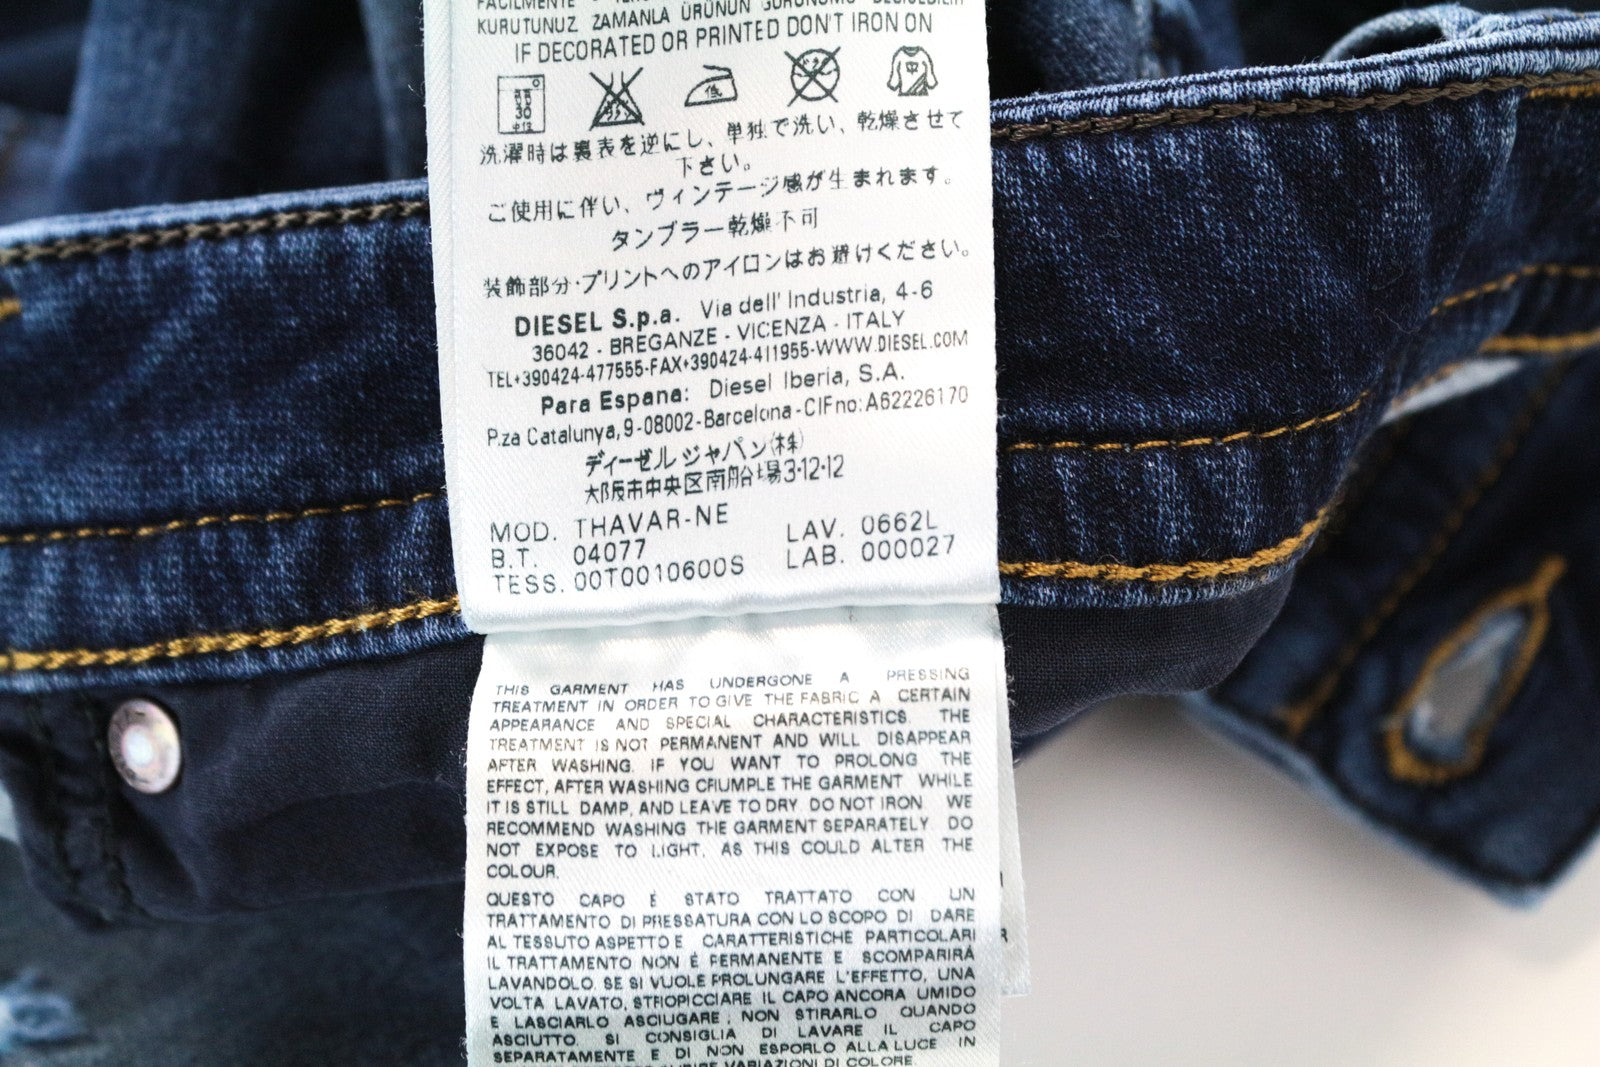 KURUTUNUZ ZAMANLA ÜRÜNÜN GÖRÜNÜMÜ
IF DECORATED OR PRINTED DON'T IRON ON
30
中位
低
洗濯時は裏表を逆にし、単独で洗い、乾燥させて
下さい。
ご使用に伴い、ヴィンテージ感が生まれます。
タンブラー乾燥不可
装飾部分・プリントへのアイロンはお避けください。
DIESEL S.p.a. Via dell' Industria, 4-6
36042 - BREGANZE - VICENZA - ITALY
TEL+390424-477555-FAX+390424-411955-WWW.DIESEL.COM
Para Espana: Diesel Iberia, S.A.
P.za Catalunya, 9 - 08002 - Barcelona - CIF no: A62226170
ディーゼル ジャパン(株)
大阪市中央区南船場3-12-12
MOD. THAVAR-NE LAV. 0662L
B.T. 04077 LAB. 000027
TESS. 00T0010600S
THIS GARMENT HAS UNDERGONE A PRESSING
TREATMENT IN ORDER TO GIVE THE FABRIC A CERTAIN
APPEARANCE AND SPECIAL CHARACTERISTICS. THE
TREATMENT IS NOT PERMANENT AND WILL DISAPPEAR
AFTER WASHING. IF YOU WANT TO PROLONG THE
EFFECT, AFTER WASHING CRUMPLE THE GARMENT WHILE
IT IS STILL DAMP, AND LEAVE TO DRY. DO NOT IRON. WE
RECOMMEND WASHING THE GARMENT SEPARATELY. DO
NOT EXPOSE TO LIGHT, AS THIS COULD ALTER THE
COLOUR.
QUESTO CAPO É STATO TRATTATO CON UN
TRATTAMENTO DI PRESSATURA CON LO SCOPO DI DARE
AL TESSUTO ASPETTO E CARATTERISTICHE PARTICOLARI
IL TRATTAMENTO NON É PERMANENTE E SCOMPARIRÁ
LAVANDOLO. SE SI VUOLE PROLUNGARE L'EFFETTO, UNA
VOLTA LAVATO, STROPICCIARE IL CAPO ANCORA UMIDO
E LASCIARLO ASCIUGARE, NON STIRARLO QUANDO
ASCIUTTO. SI CONSIGLIA DI LAVARE IL CAPO
SEPARATAMENTE E DI NON ESPORLO ALLA LUCE IN
VARIAZIONI DI COLORE.